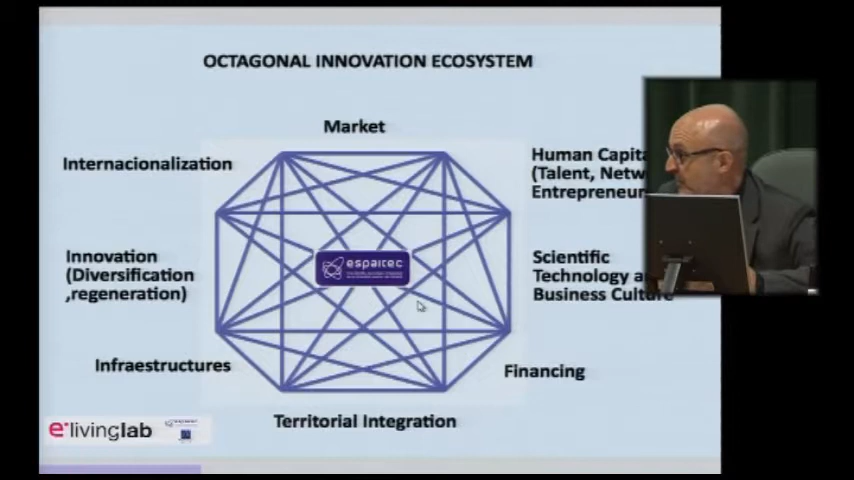 OCTAGONAL INNOVATION ECOSYSTEM
Market
Internacionalization
Human Capita
(Talent, Netw
Entrepreneur
Innovation
(Diversification
,regeneration)
espaitec
Scientific
Technology a
Business Culture
Infraestructures
Financing
Territorial Integration
e·livinglab